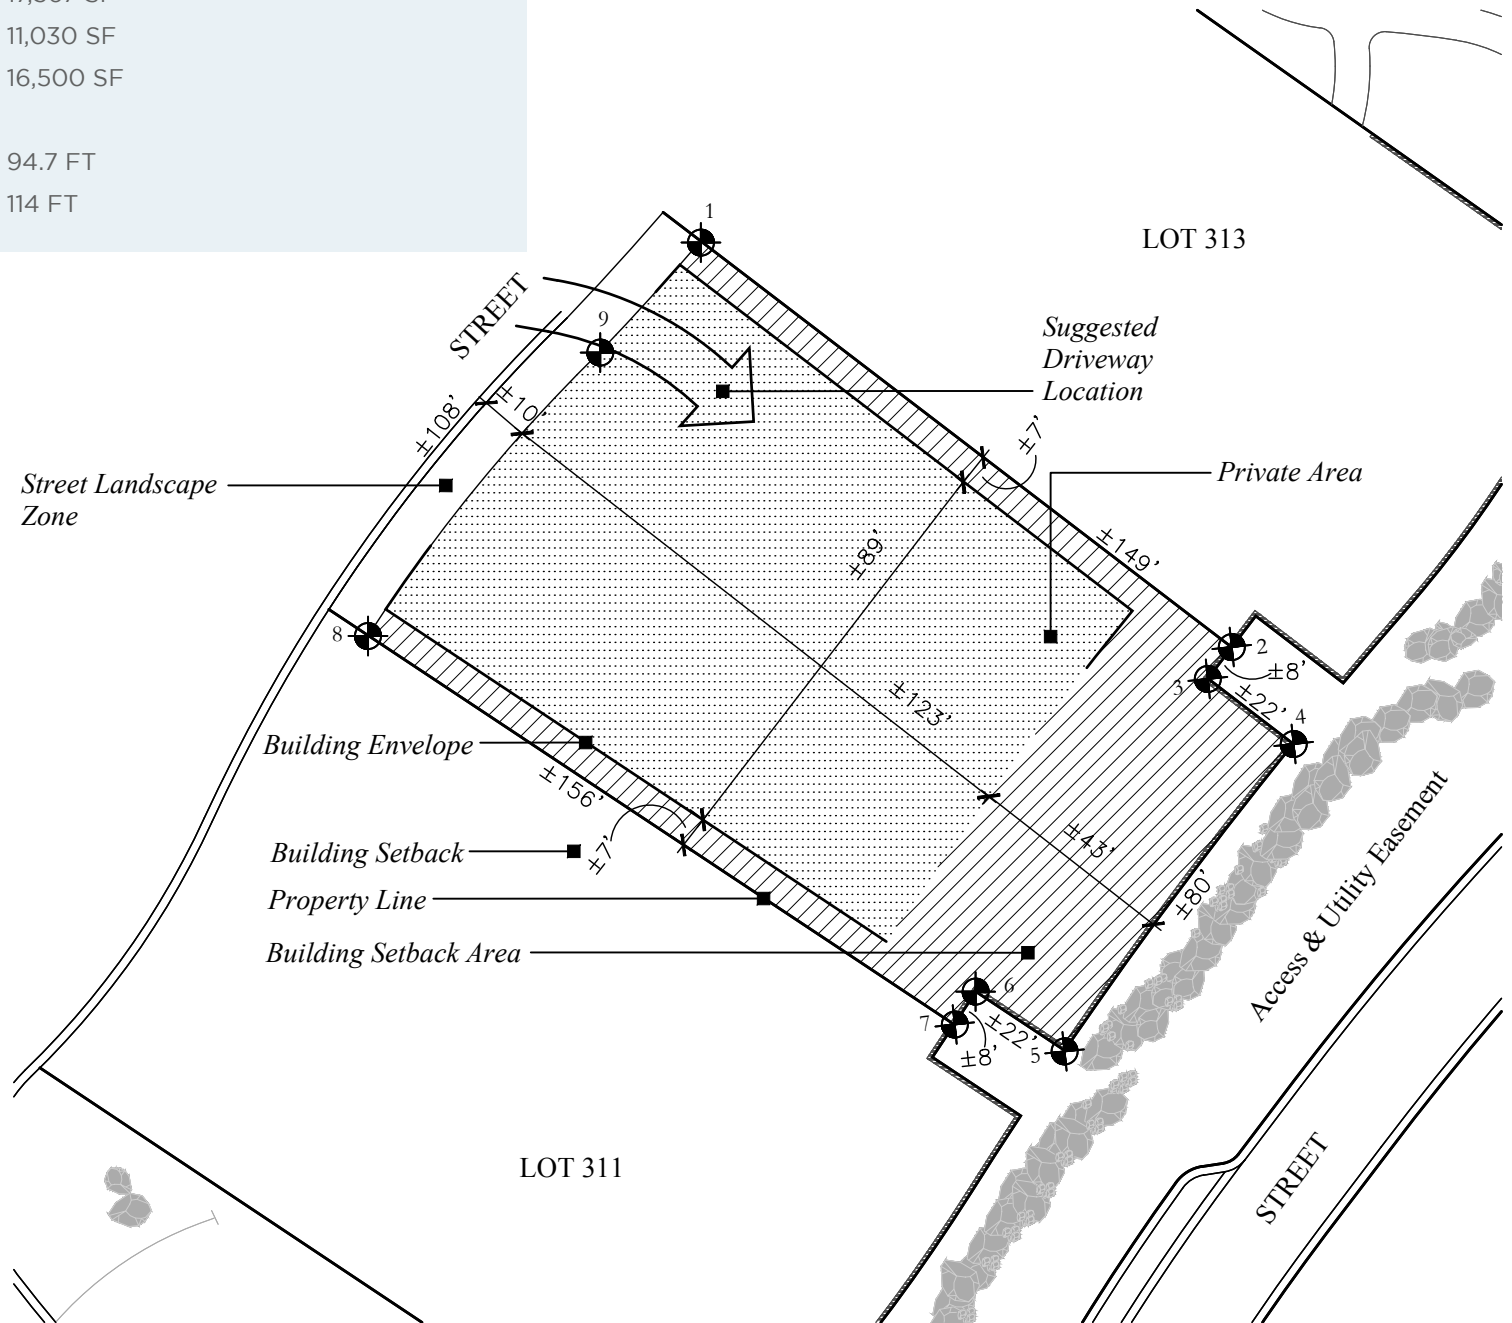 11,030 SF
16,500 SF
94.7 FT
114 FT
1
LOT 313
STREET
9
Suggested
Driveway
Location
±10'
±108'
±7'
Private Area
Street Landscape
Zone
±89'
±149'
8
2
±8'
3
±22'
4
±123'
Building Envelope
±156'
±7'
Building Setback
±43'
±80'
Property Line
Access & Utility Easement
Building Setback Area
6
7
±22'
±8'
5
LOT 311
STREET